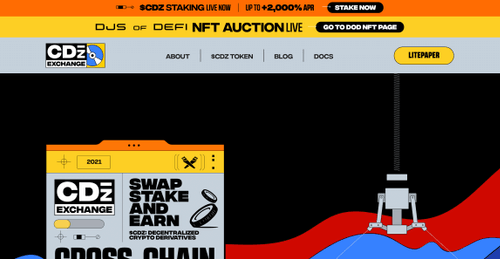 $CDZ STAKING LIVE NOW | UP TO +2,000% APR → STAKE NOW
DJS OF DEFI NFT AUCTION LIVE GO TO DOD NFT PAGE
CDz
EXCHANGE
ABOUT | $CDZ TOKEN | BLOG | DOCS
LITEPAPER
2021
CDz
EXCHANGE
SWAP
STAKE
AND
EARN
$CDZ: DECENTRALIZED
CRYPTO DERIVATIVES
CROSS-CHAIN